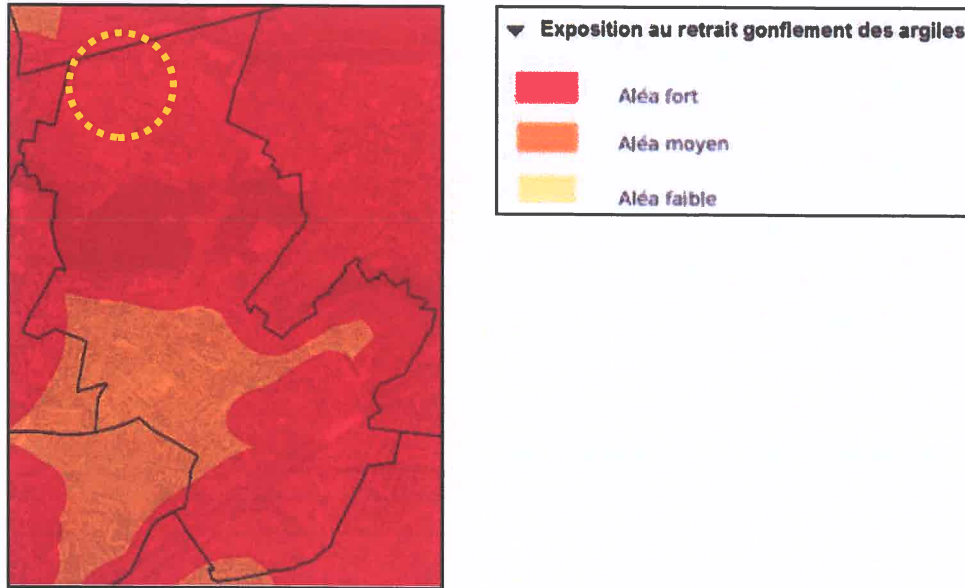 Exposition au retrait gonflement des argiles
Aléa fort
Aléa moyen
Aléa faible